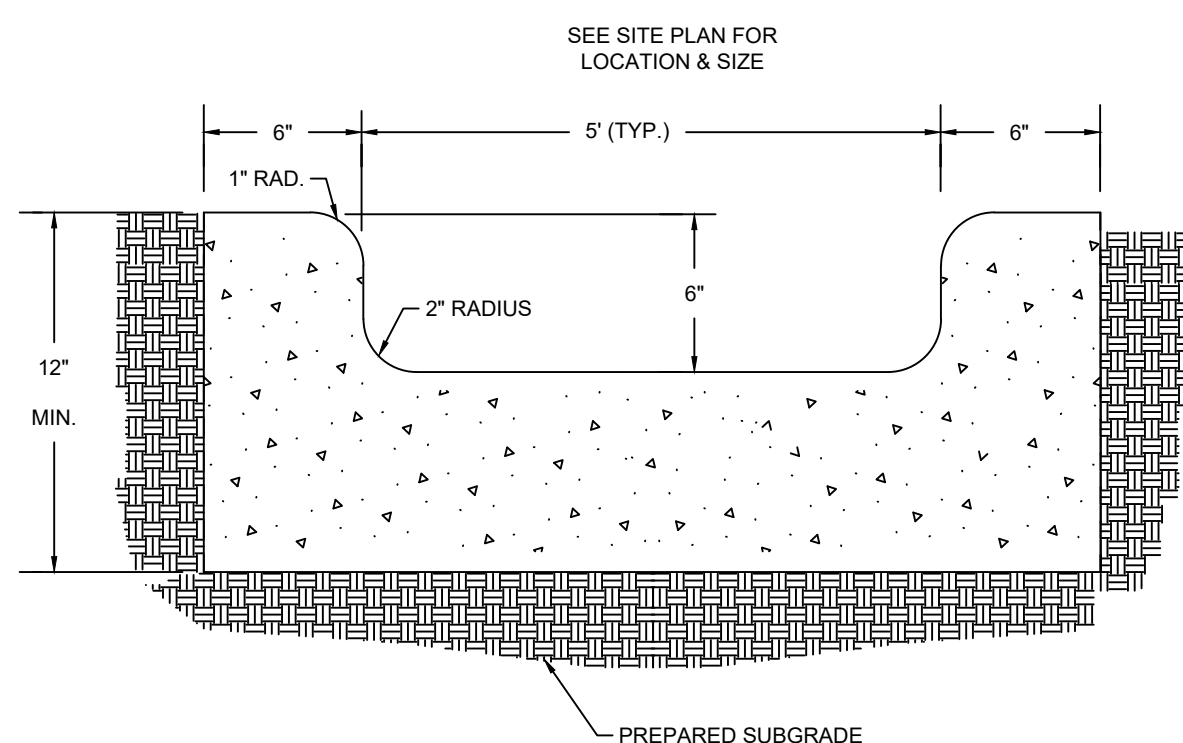 SEE SITE PLAN FOR
LOCATION & SIZE
6"
5' (TYP.)
6"
1" RAD.
6"
2" RADIUS
12"
MIN.
PREPARED SUBGRADE